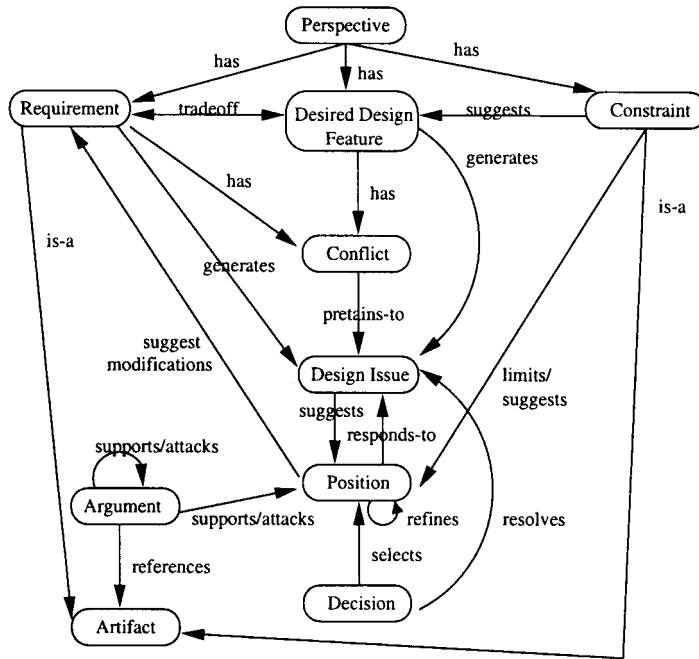 Perspective
has
has
has
Requirement
tradeoff
Desired Design
Feature
suggests
Constraint
generates
has
has
is-a
is-a
Conflict
generates
pretains-to
suggest
modifications
Design Issue
limits/
suggests
suggests
responds-to
supports/attacks
Position
Argument
supports/attacks
refines
resolves
selects
references
Decision
Artifact